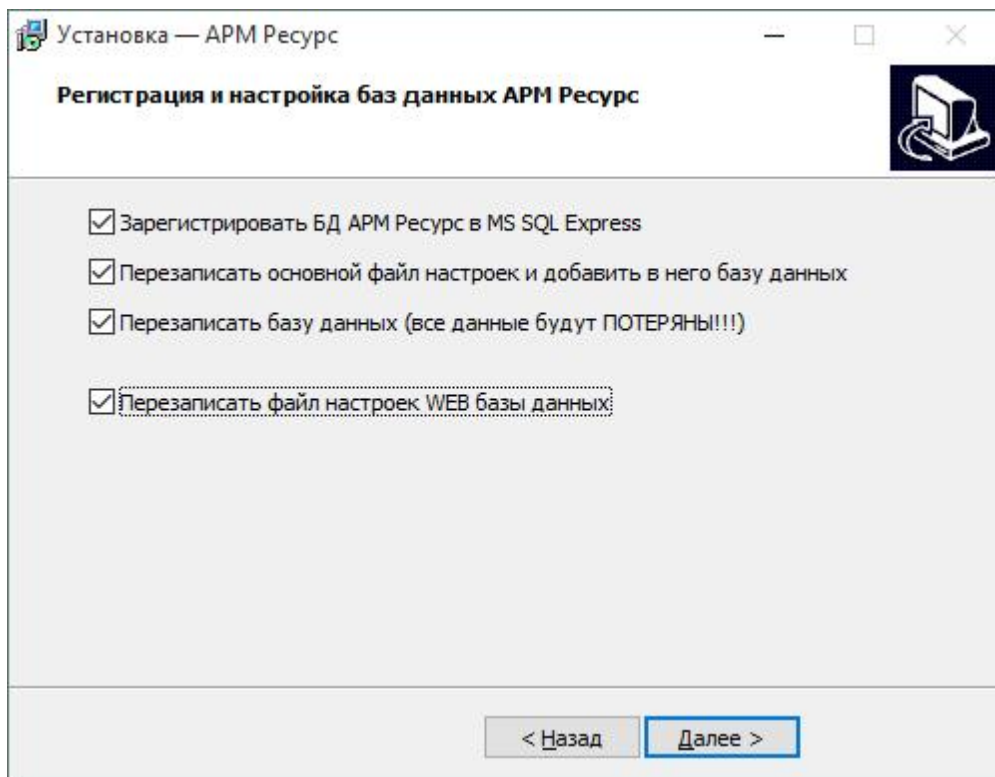 Установка — АРМ Ресурс
Регистрация и настройка баз данных АРМ Ресурс
Зарегистрировать БД АРМ Ресурс в MS SQL Express
Перезаписать основной файл настроек и добавить в него базу данных
Перезаписать базу данных (все данные будут ПОТЕРЯНЫ!!!)
Перезаписать файл настроек WEB базы данных
< Назад
Далее >